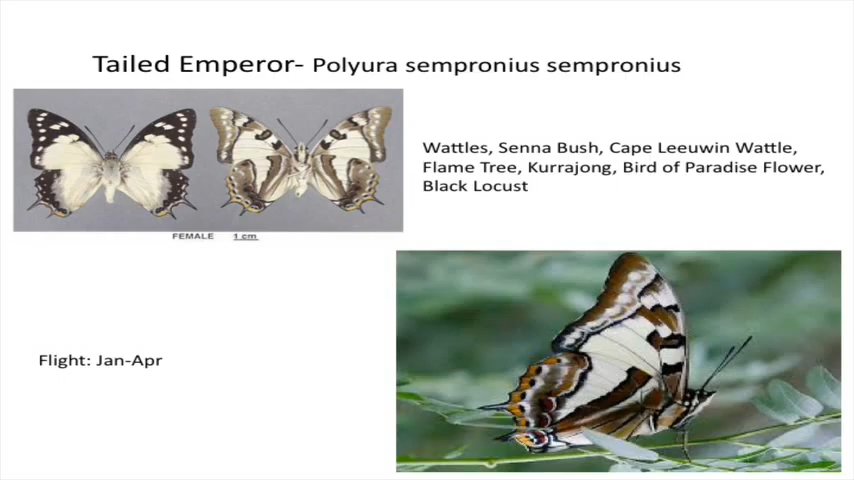 Tailed Emperor- Polyura sempronius sempronius
Wattles, Senna Bush, Cape Leeuwin Wattle,
Flame Tree, Kurrajong, Bird of Paradise Flower,
Black Locust
FEMALE 1 cm
Flight: Jan-Apr